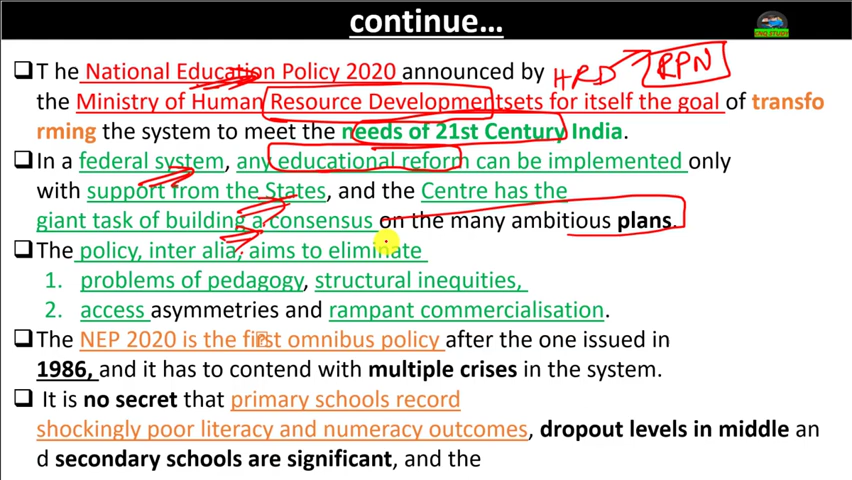 continue...
T he National Education Policy 2020 announced by HRD RPN
the Ministry of Human Resource Developmentsets for itself the goal of transfo
rming the system to meet the needs of 21st Century India.
In a federal system, any educational reform can be implemented only
with support from the States, and the Centre has the
giant task of building a consensus on the many ambitious plans.
The policy, inter alia, aims to eliminate
1. problems of pedagogy, structural inequities,
2. access asymmetries and rampant commercialisation.
The NEP 2020 is the first omnibus policy after the one issued in
1986, and it has to contend with multiple crises in the system.
It is no secret that primary schools record
shockingly poor literacy and numeracy outcomes, dropout levels in middle an
d secondary schools are significant, and the